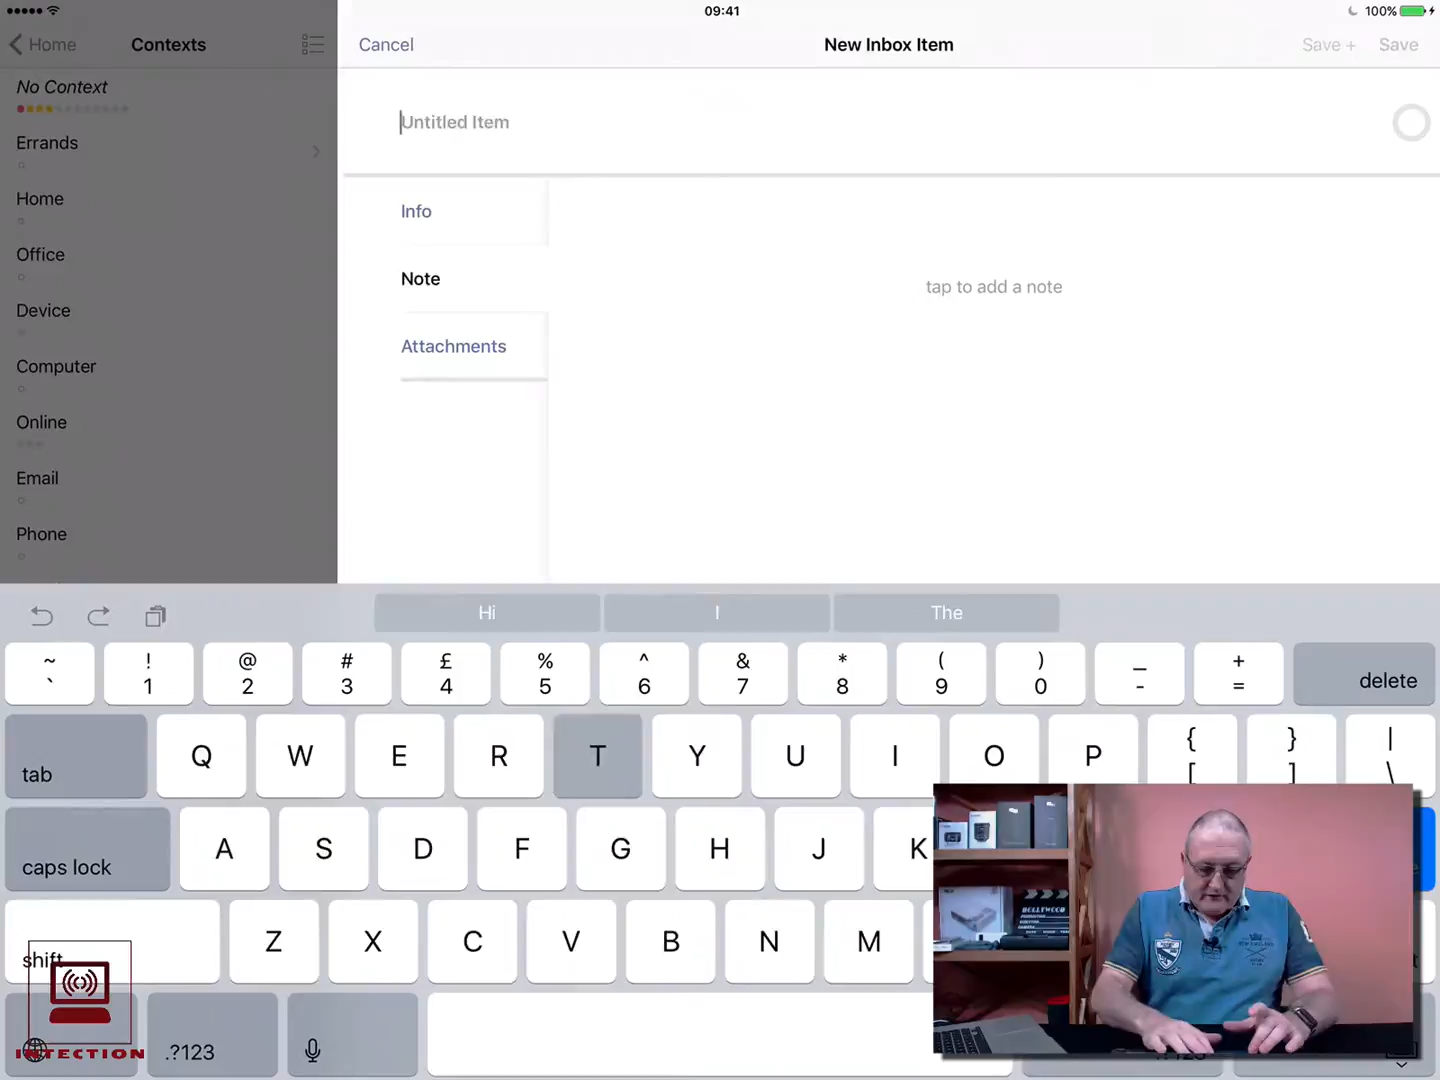 09:41
100%
Home
Contexts
Cancel
New Inbox Item
Save +
Save
No Context
Errands
Home
Office
Device
Computer
Online
Email
Phone
Untitled Item
Info
Note
Attachments
tap to add a note
Hi
I
The
~ ! @ # £ % ^ & * ( ) _ +
` 1 2 3 4 5 6 7 8 9 0 - =
delete
tab
Q W E R T Y U I O P { } |
[ ] \
caps lock
A S D F G H J K
shift
Z X C V B N M
.?123
INTECTION
BOLLYWOOD